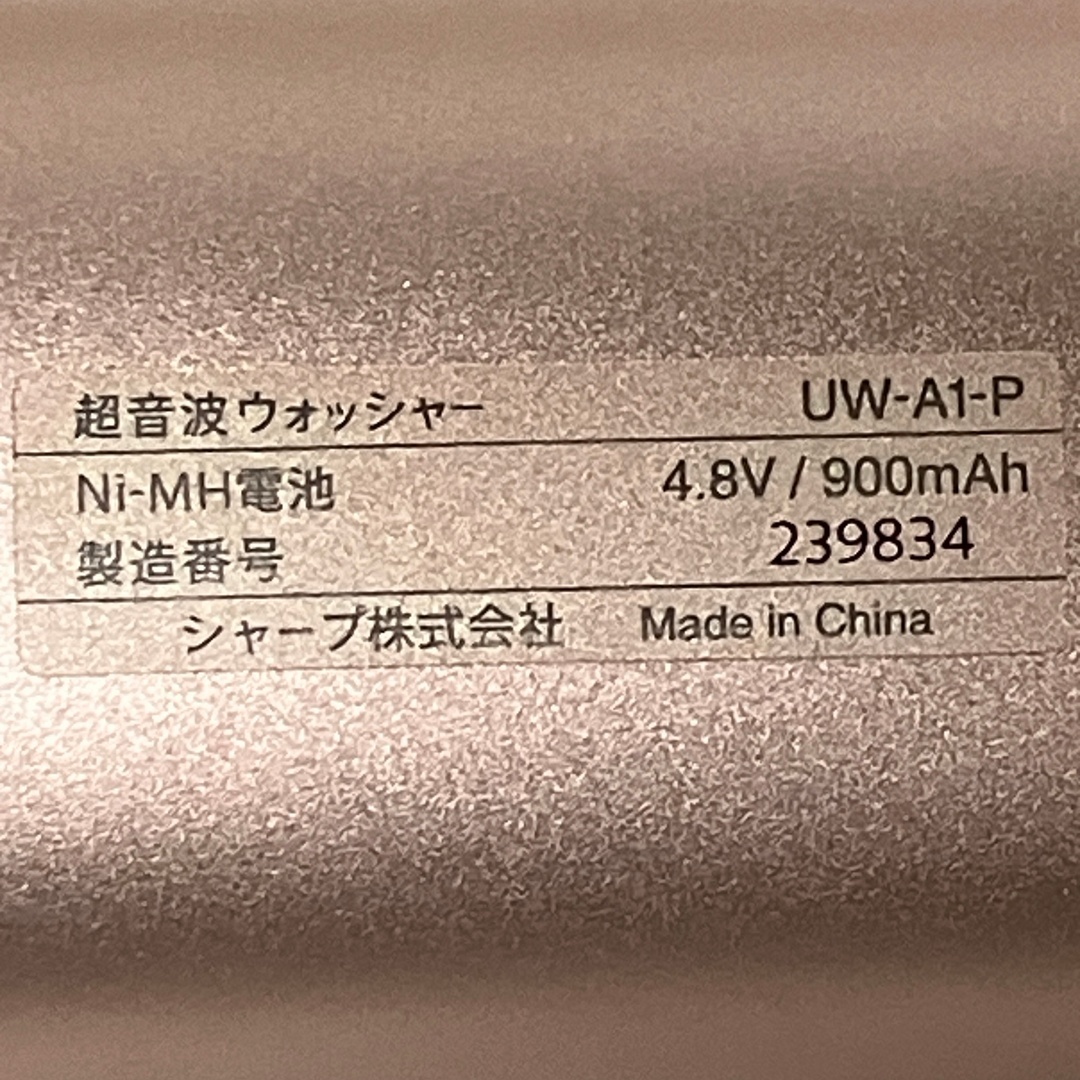 超音波ウォッシャー UW-A1-P
Ni-MH電池 4.8V / 900mAh
製造番号 239834
シャープ株式会社 Made in China